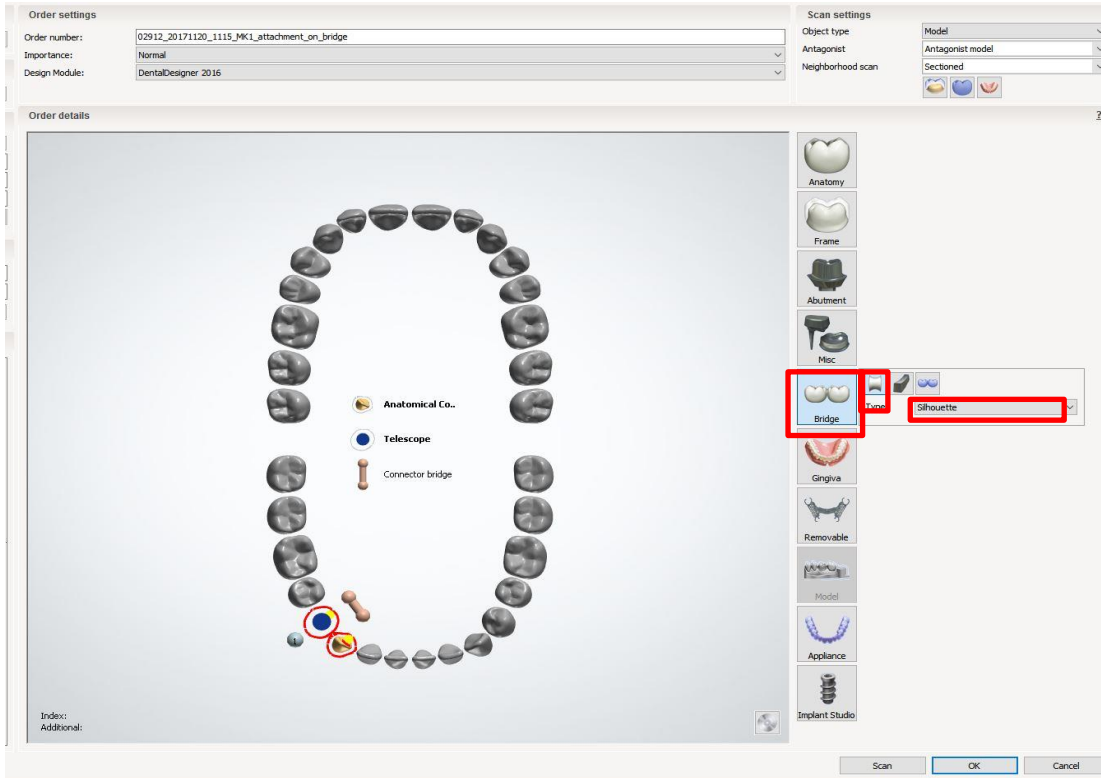 Order settings
Order number:
02912_20171120_1115_MK1_attachment_on_bridge
Importance:
Normal
Design Module:
DentalDesigner 2016
Scan settings
Object type
Model
Antagonist
Antagonist model
Neighborhood scan
Sectioned
Order details
?
Anatomy
Frame
Abutment
Misc
Bridge
Type
Silhouette
Gingiva
Removable
Model
Appliance
Implant Studio
Anatomical Co..
Telescope
Connector bridge
Index:
Additional:
Scan
OK
Cancel